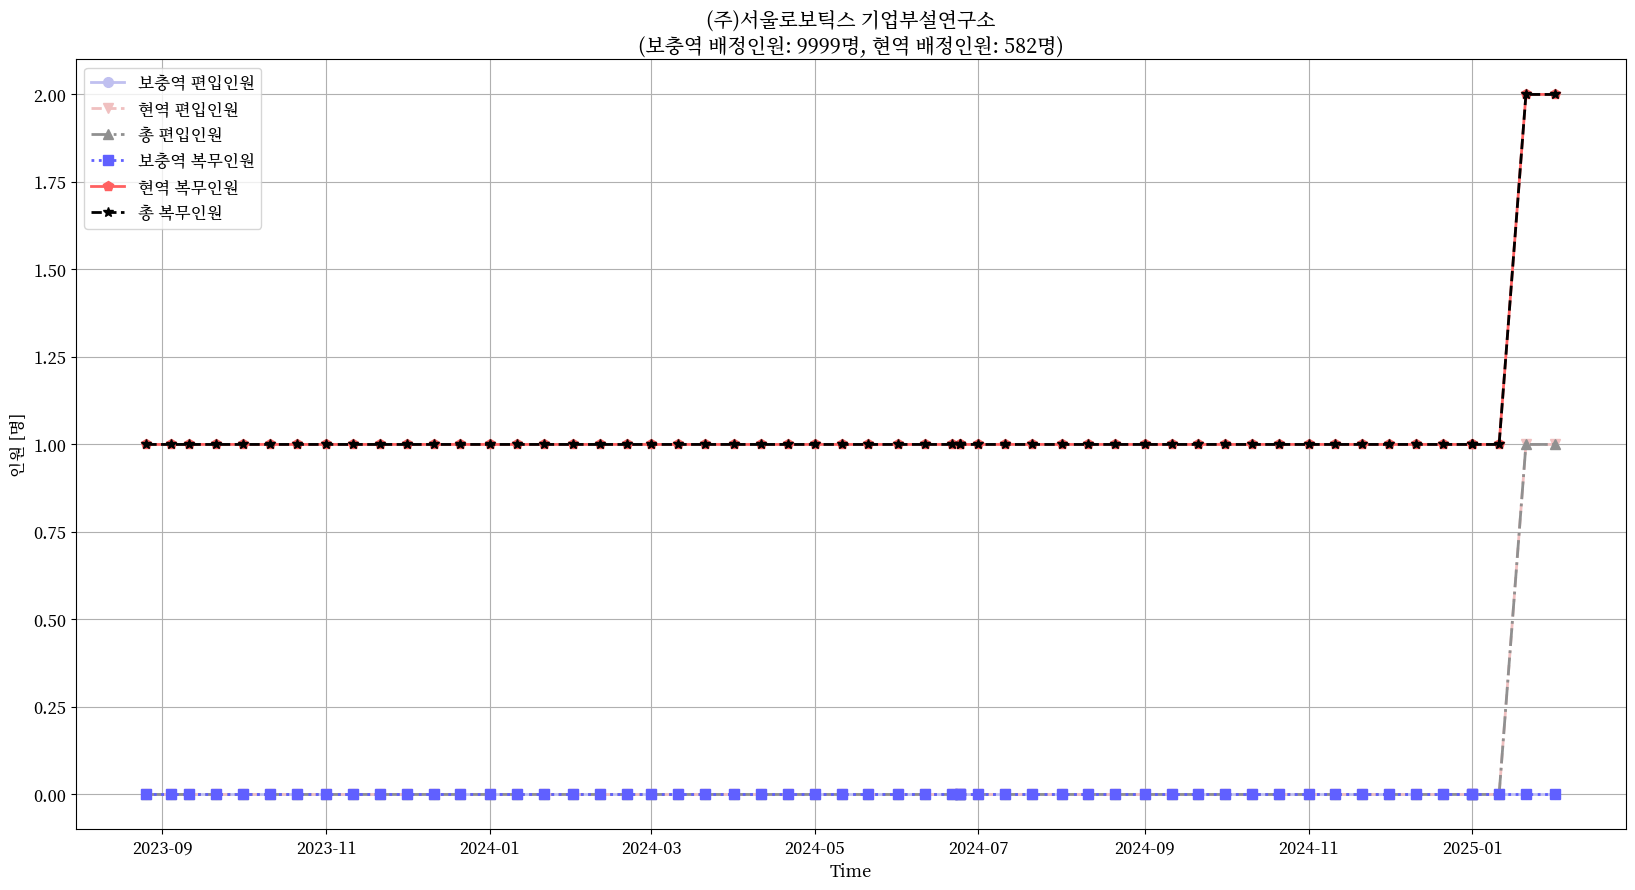 (주)서울로보틱스 기업부설연구소
(보충역 배정인원: 9999명, 현역 배정인원: 582명)
보충역 편입인원
현역 편입인원
총 편입인원
보충역 복무인원
현역 복무인원
총 복무인원
2.00
1.75
1.50
1.25
1.00
0.75
0.50
0.25
0.00
인원 [명]
2023-09
2023-11
2024-01
2024-03
2024-05
2024-07
2024-09
2024-11
2025-01
Time